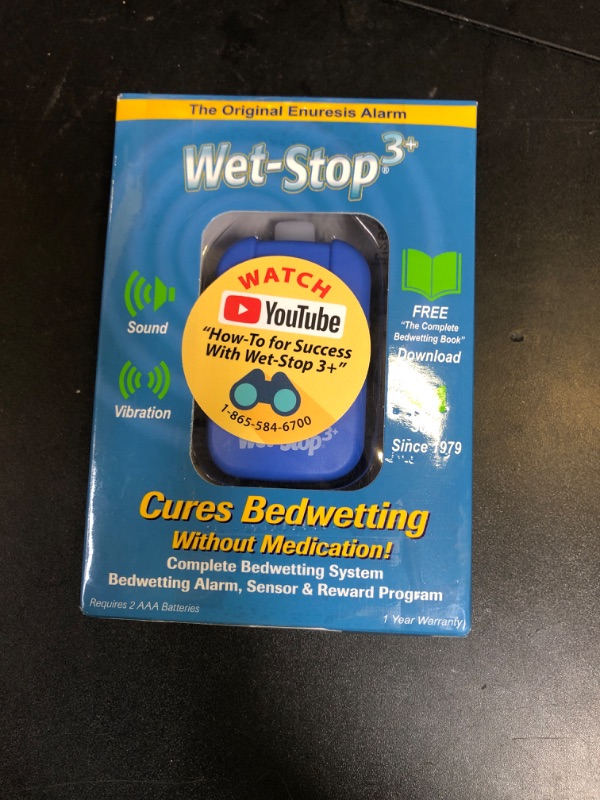 The Original Enuresis Alarm
Wet-Stop®3+
Sound
Vibration
WATCH
YouTube
"How-To for Success
With Wet-Stop 3+"
1-865-584-6700
Wet-Stop3+
FREE
"The Complete
Bedwetting Book"
Download
Since 1979
Cures Bedwetting
Without Medication!
Complete Bedwetting System
Bedwetting Alarm, Sensor & Reward Program
Requires 2 AAA Batteries
1 Year Warranty